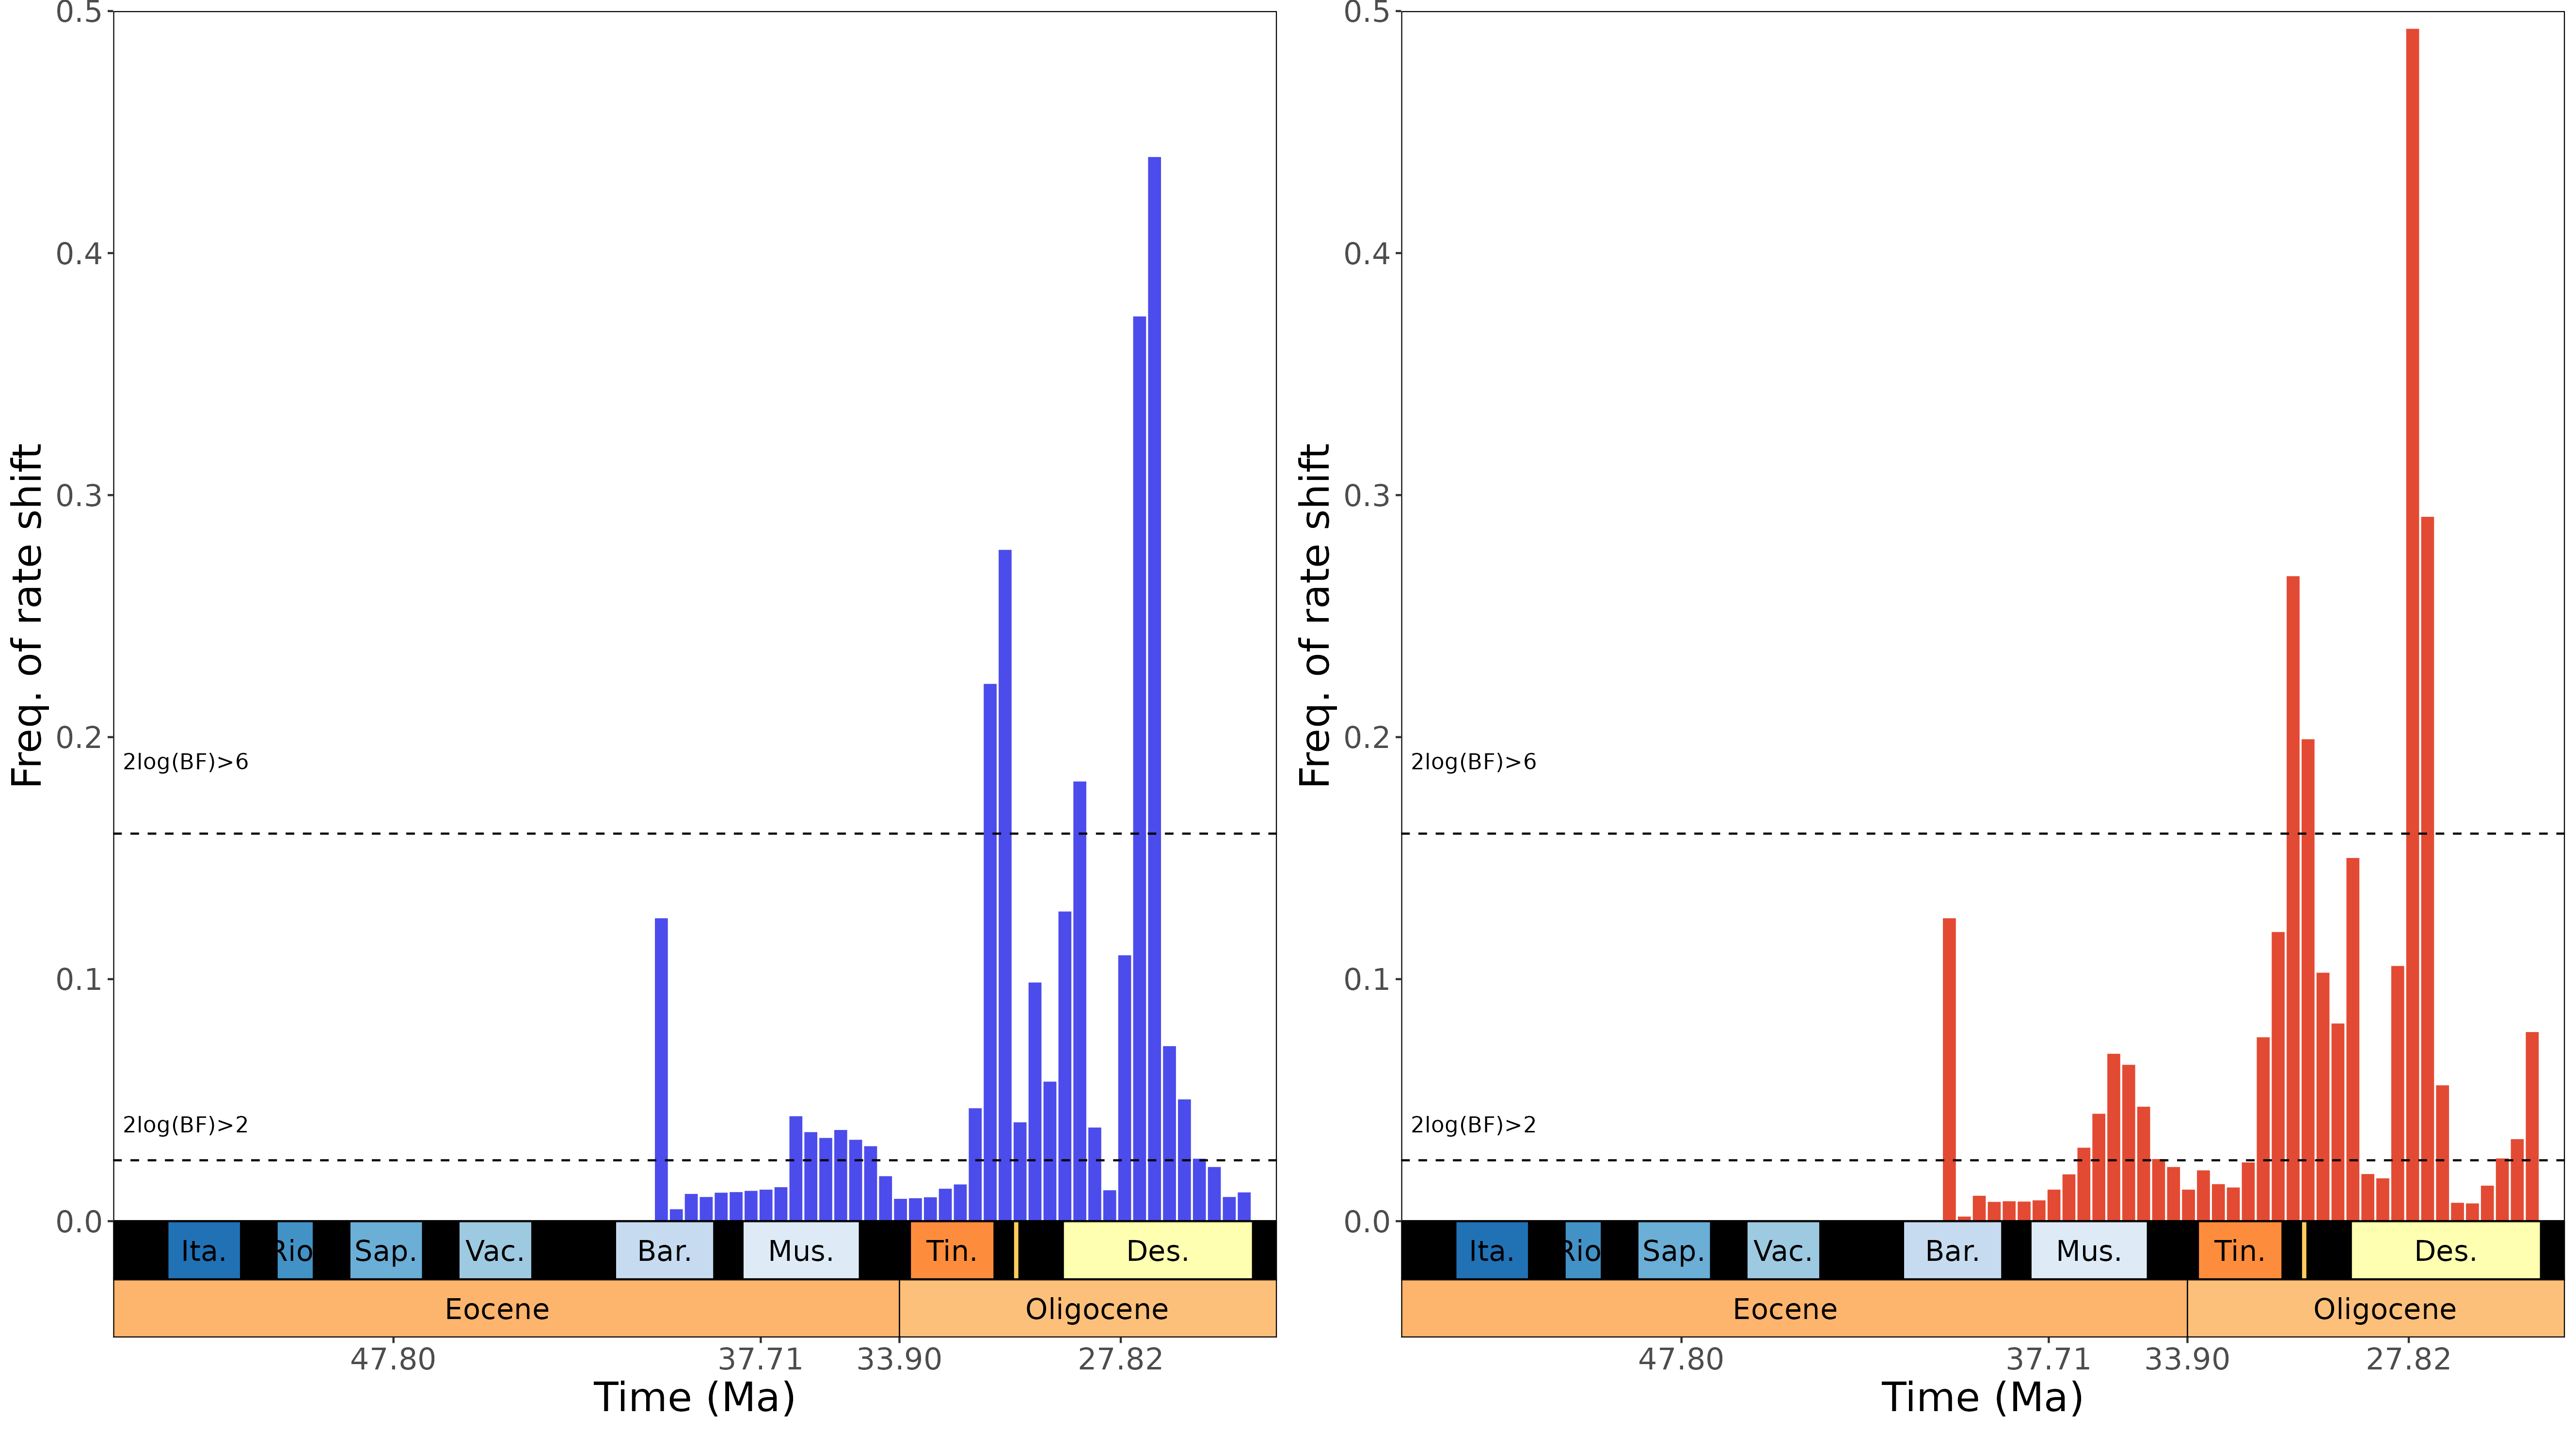 0.5
0.4
0.3
0.2
0.1
0.0
Freq. of rate shift
2log(BF)>6
2log(BF)>2
Ita. Rio Sap. Vac. Bar. Mus. Tin. Des.
Eocene Oligocene
47.80 37.71 33.90 27.82
Time (Ma)
0.5
0.4
0.3
0.2
0.1
0.0
Freq. of rate shift
2log(BF)>6
2log(BF)>2
Ita. Rio Sap. Vac. Bar. Mus. Tin. Des.
Eocene Oligocene
47.80 37.71 33.90 27.82
Time (Ma)